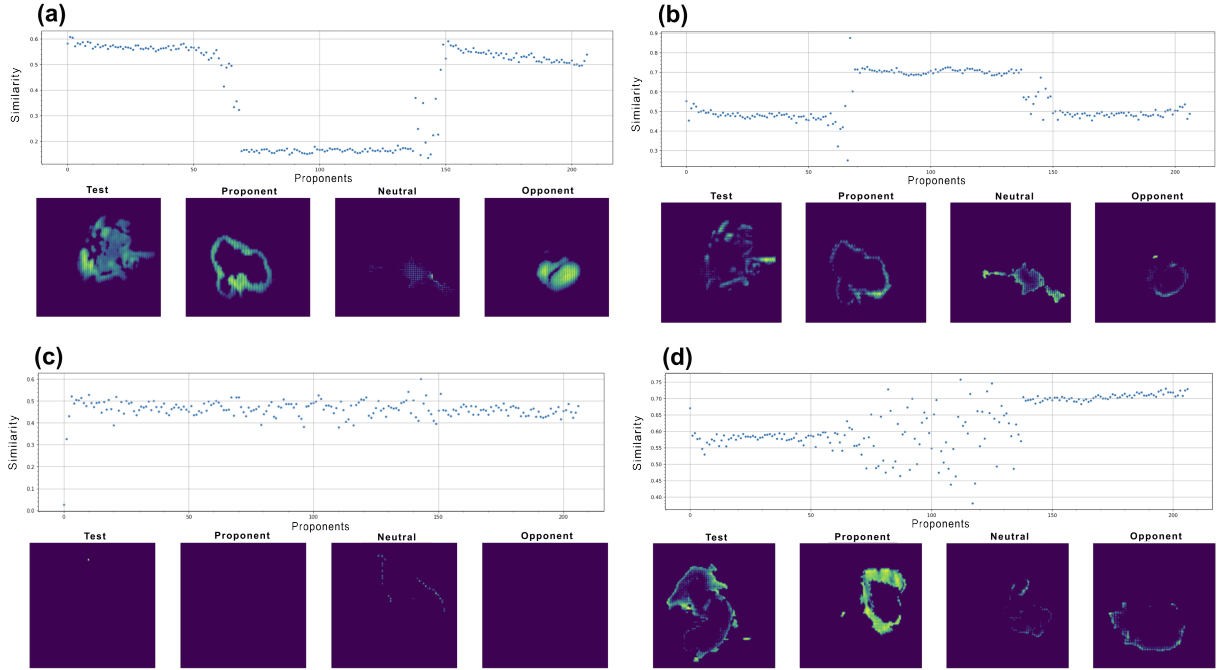 (a)
Similarity
0.6
0.5
0.4
0.3
0.2
0
50
100
150
200
Proponents
Test
Proponent
Neutral
Opponent
(b)
Similarity
0.9
0.8
0.7
0.6
0.5
0.4
0.3
0
50
100
150
200
Proponents
Test
Proponent
Neutral
Opponent
(c)
Similarity
0.6
0.5
0.4
0.3
0.2
0.1
0.0
0
50
100
150
200
Proponents
Test
Proponent
Neutral
Opponent
(d)
Similarity
0.75
0.70
0.65
0.60
0.55
0.50
0.45
0.40
0
50
100
150
200
Proponents
Test
Proponent
Neutral
Opponent